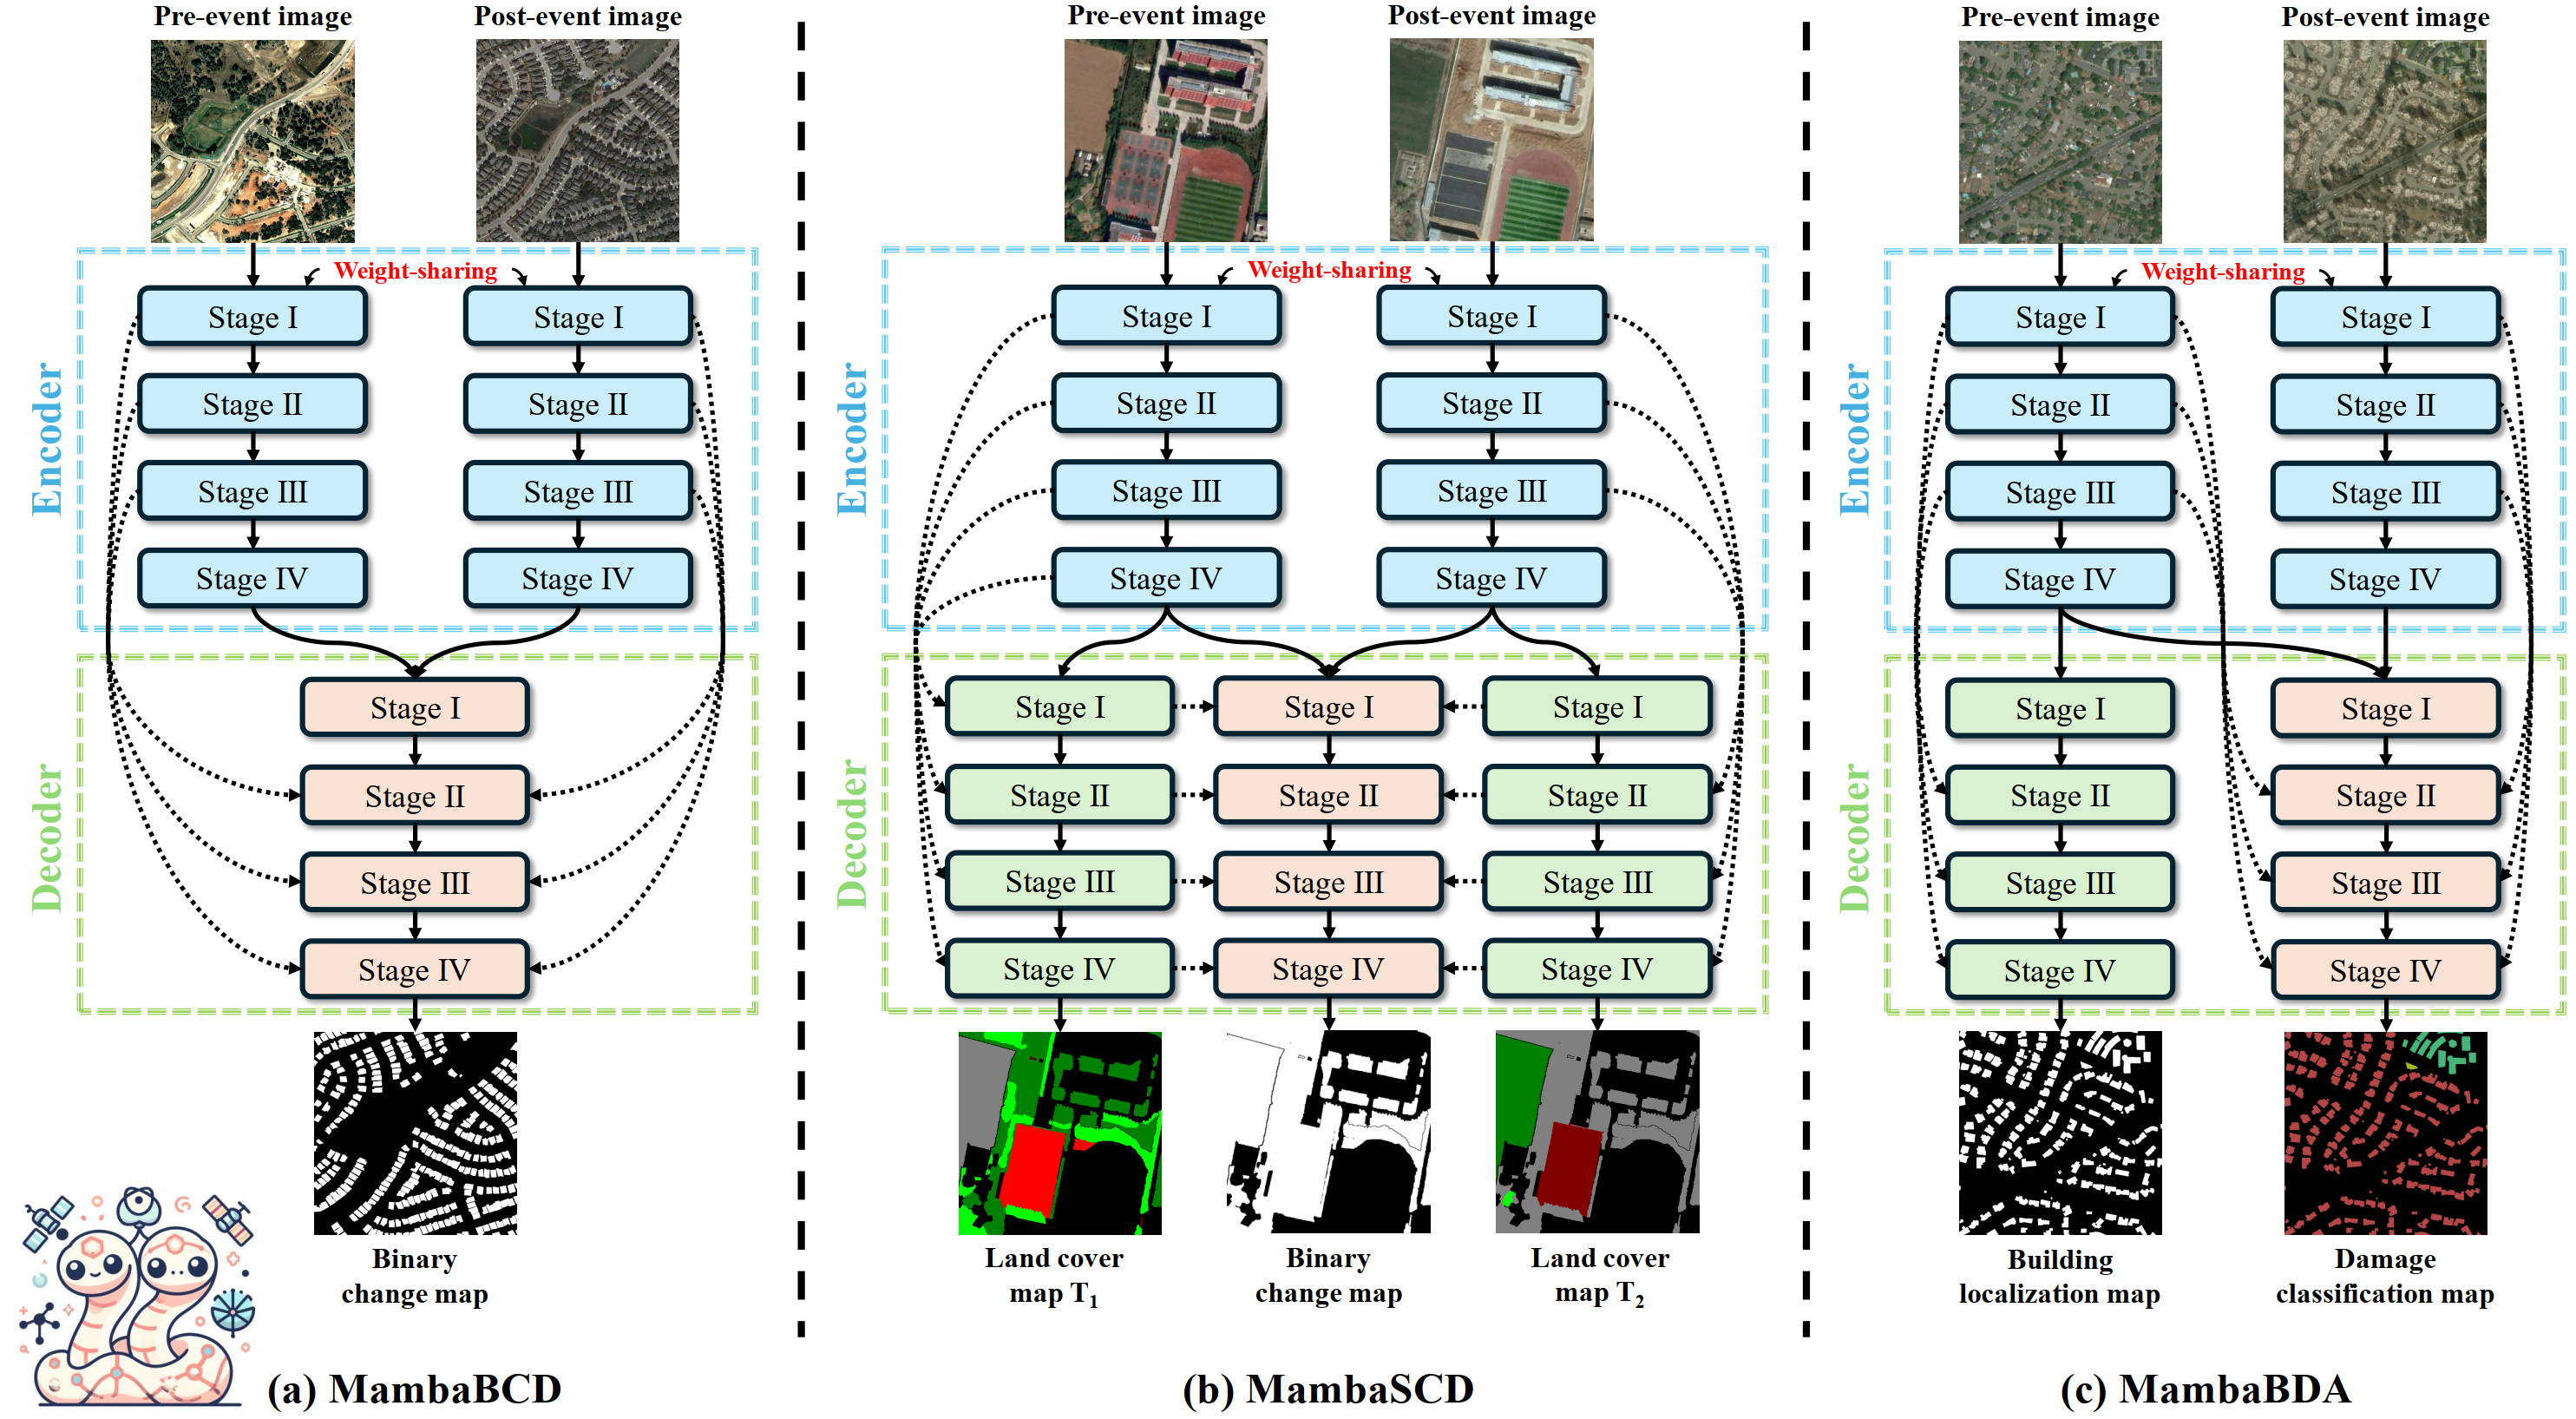 Pre-event image
Post-event image
Weight-sharing
Encoder
Stage I
Stage I
Stage II
Stage II
Stage III
Stage III
Stage IV
Stage IV
Decoder
Stage I
Stage II
Stage III
Stage IV
Binary
change map
(a) MambaBCD
Pre-event image
Post-event image
Weight-sharing
Encoder
Stage I
Stage I
Stage II
Stage II
Stage III
Stage III
Stage IV
Stage IV
Decoder
Stage I
Stage I
Stage I
Stage II
Stage II
Stage II
Stage III
Stage III
Stage III
Stage IV
Stage IV
Stage IV
Land cover
map T1
Binary
change map
Land cover
map T2
(b) MambaSCD
Pre-event image
Post-event image
Weight-sharing
Encoder
Stage I
Stage I
Stage II
Stage II
Stage III
Stage III
Stage IV
Stage IV
Decoder
Stage I
Stage I
Stage II
Stage II
Stage III
Stage III
Stage IV
Stage IV
Building
localization map
Damage
classification map
(c) MambaBDA